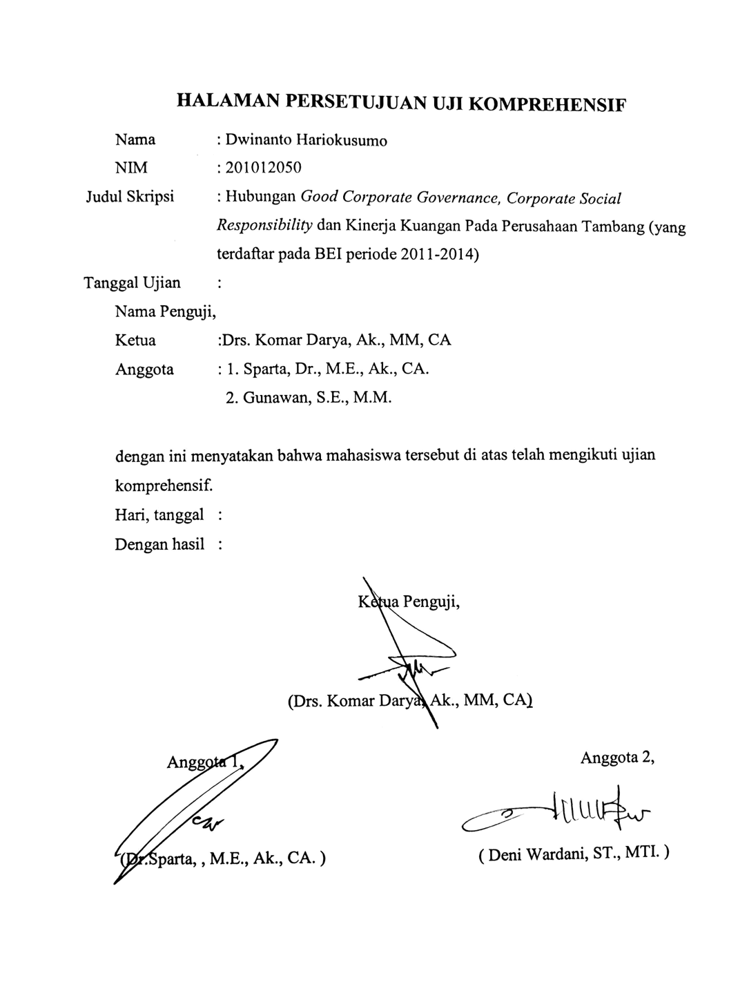 HALAMAN PERSETUJUAN UJI KOMPREHENSIF
Nama : Dwinanto Hariokusumo
NIM : 201012050
Judul Skripsi : Hubungan Good Corporate Governance, Corporate Social
Responsibility dan Kinerja Kuangan Pada Perusahaan Tambang (yang
terdaftar pada BEI periode 2011-2014)
Tanggal Ujian :
Nama Penguji,
Ketua :Drs. Komar Darya, Ak., MM, CA
Anggota : 1. Sparta, Dr., M.E., Ak., CA.
2. Gunawan, S.E., M.M.
dengan ini menyatakan bahwa mahasiswa tersebut di atas telah mengikuti ujian
komprehensif.
Hari, tanggal :
Dengan hasil :
Ketua Penguji,
(Drs. Komar Darya, Ak., MM, CA)
Anggota 1,
Anggota 2,
(Dr.Sparta, , M.E., Ak., CA. )
( Deni Wardani, ST., MTI. )